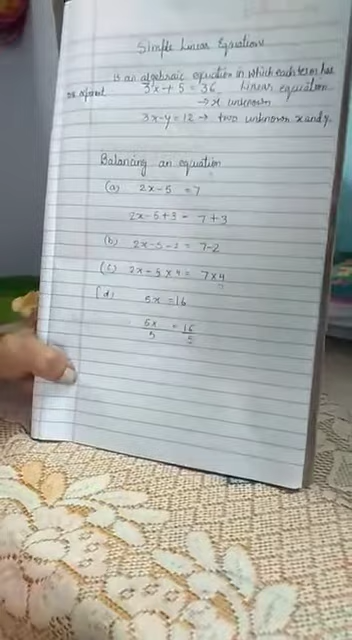 Simple Linear Equations
is an algebraic equation in which each term has
3x + 5 = 36 Linear equation
→ x unknown
3x - y = 12 → two unknown x and y.
Balancing an equation
(a) 2x - 5 = 7
2x - 5 + 3 = 7 + 3
(b) 2x - 5 - 2 = 7 - 2
(c) 2x - 5 x 4 = 7 x 4
(d) 5x = 16
5x/5 = 16/5